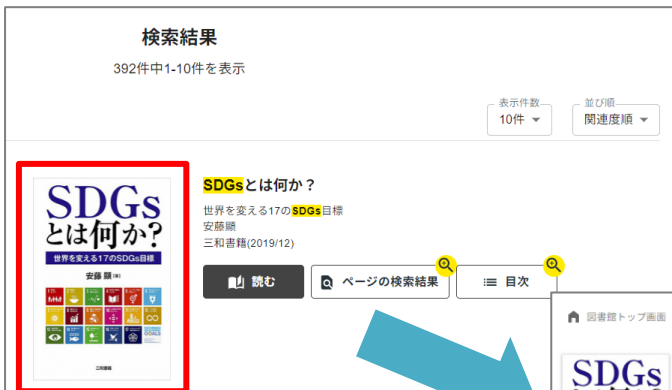 検索結果
392件中1-10件を表示
表示件数
10件
並び順
関連度順
SDGs
とは何か?
世界を変える17のSDGs目標
安藤 顯
三和書籍
SDGsとは何か?
世界を変える17のSDGs目標
安藤顯
三和書籍(2019/12)
読む
ページの検索結果
目次
図書館トップ画面
SDGs